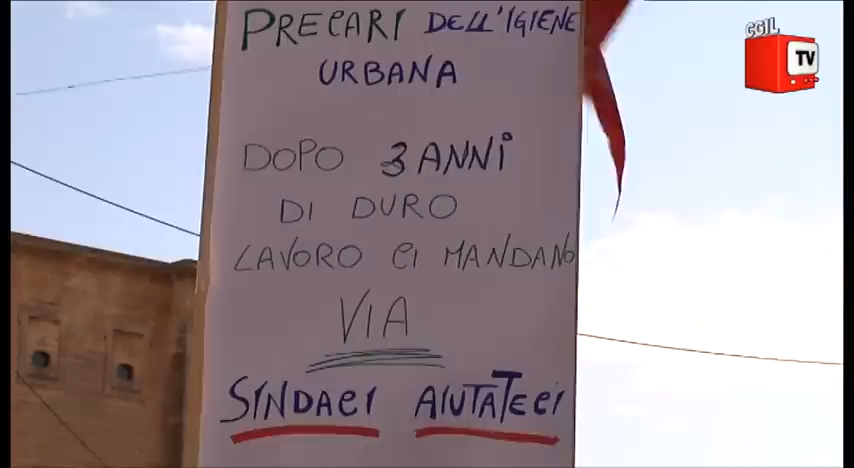 PRECARI DELL'IGIENE
URBANA
DOPO 3 ANNI
DI DURO
LAVORO CI MANDANO
VIA
SINDACI AIUTATECI
CGIL
TV